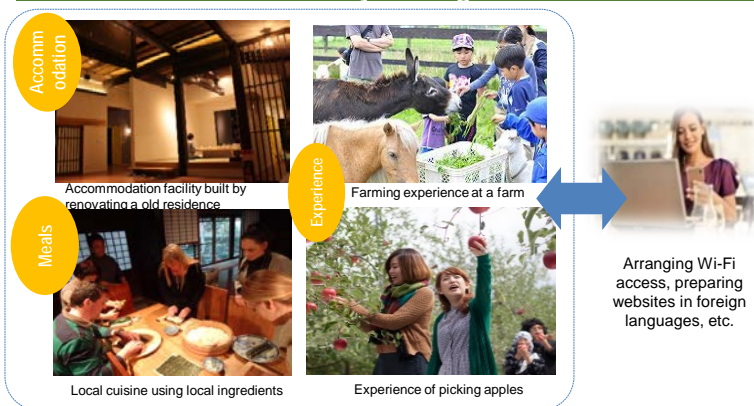 Accomm
odation
Accommodation facility built by
renovating a old residence
Experience
Farming experience at a farm
Meals
Local cuisine using local ingredients
Experience of picking apples
Arranging Wi-Fi
access, preparing
websites in foreign
languages, etc.